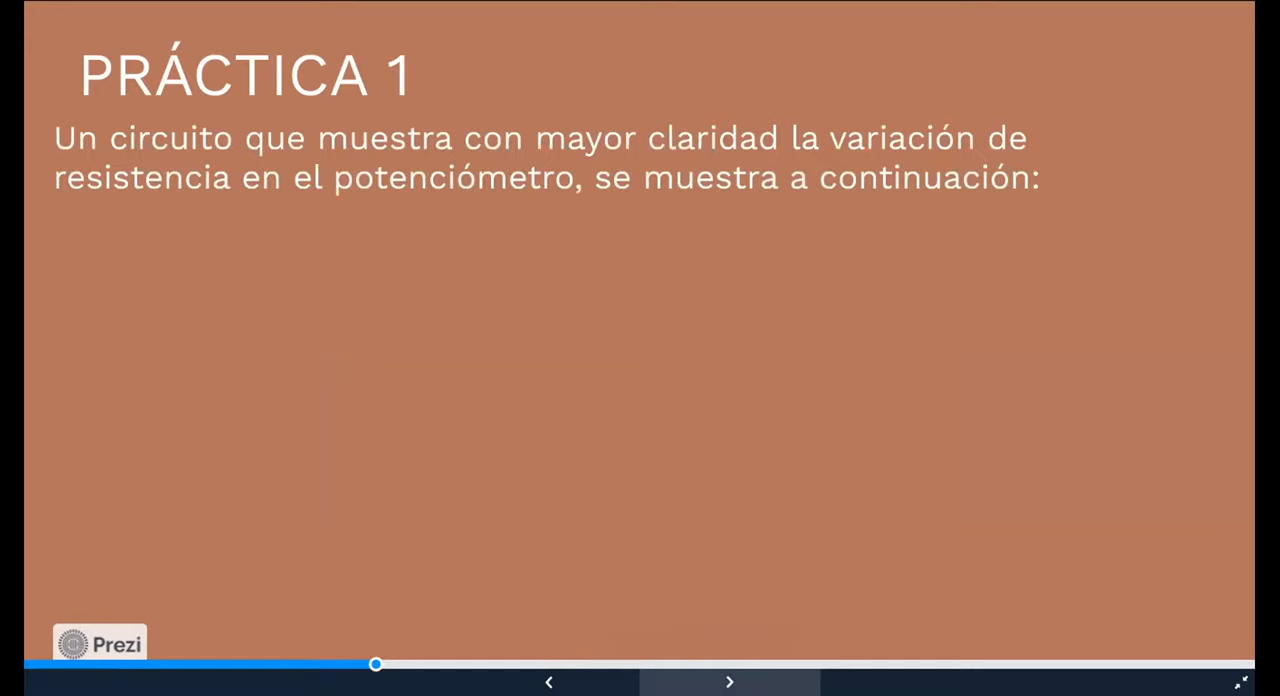 PRÁCTICA 1
Un circuito que muestra con mayor claridad la variación de
resistencia en el potenciómetro, se muestra a continuación:
Prezi